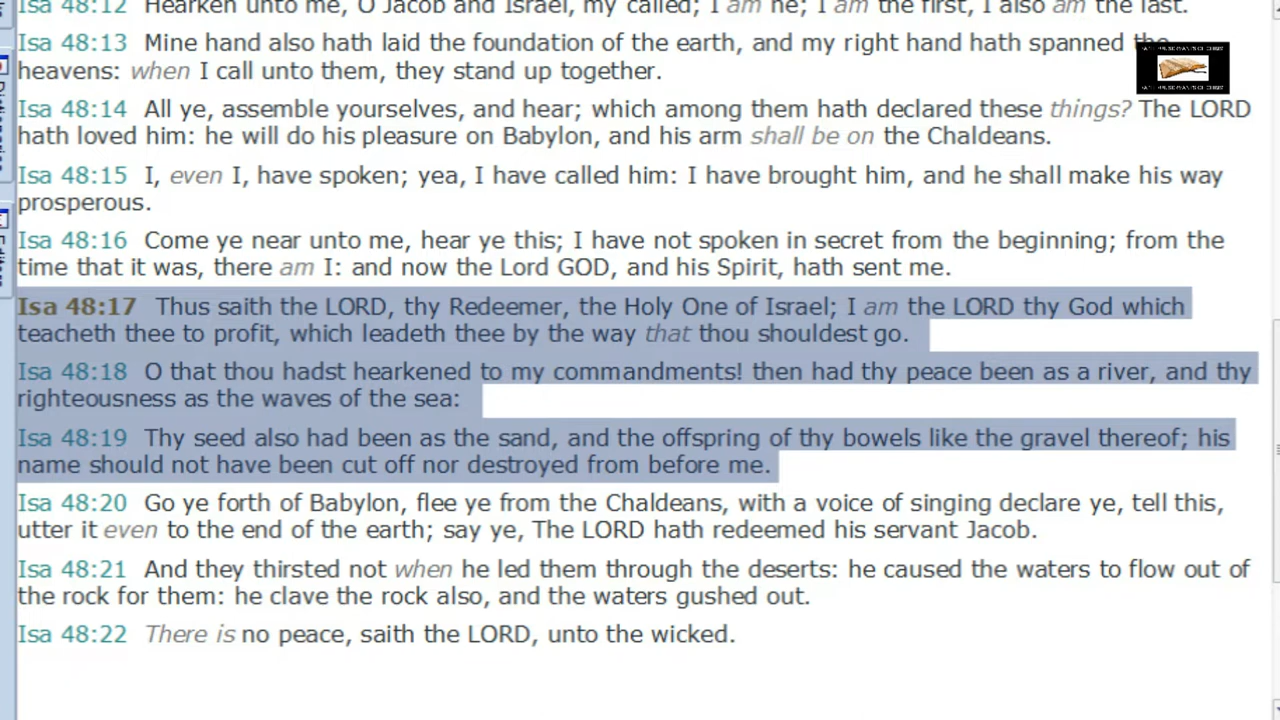 Isa 48:12 Hearken unto me, O Jacob and Israel, my called; I am he; I am the first, I also am the last.
Isa 48:13 Mine hand also hath laid the foundation of the earth, and my right hand hath spanned the
heavens: when I call unto them, they stand up together.
Isa 48:14 All ye, assemble yourselves, and hear; which among them hath declared these things? The LORD
hath loved him: he will do his pleasure on Babylon, and his arm shall be on the Chaldeans.
Isa 48:15 I, even I, have spoken; yea, I have called him: I have brought him, and he shall make his way
prosperous.
Isa 48:16 Come ye near unto me, hear ye this; I have not spoken in secret from the beginning; from the
time that it was, there am I: and now the Lord GOD, and his Spirit, hath sent me.
Isa 48:17 Thus saith the LORD, thy Redeemer, the Holy One of Israel; I am the LORD thy God which
teacheth thee to profit, which leadeth thee by the way that thou shouldest go.
Isa 48:18 O that thou hadst hearkened to my commandments! then had thy peace been as a river, and thy
righteousness as the waves of the sea:
Isa 48:19 Thy seed also had been as the sand, and the offspring of thy bowels like the gravel thereof; his
name should not have been cut off nor destroyed from before me.
Isa 48:20 Go ye forth of Babylon, flee ye from the Chaldeans, with a voice of singing declare ye, tell this,
utter it even to the end of the earth; say ye, The LORD hath redeemed his servant Jacob.
Isa 48:21 And they thirsted not when he led them through the deserts: he caused the waters to flow out of
the rock for them: he clave the rock also, and the waters gushed out.
Isa 48:22 There is no peace, saith the LORD, unto the wicked.